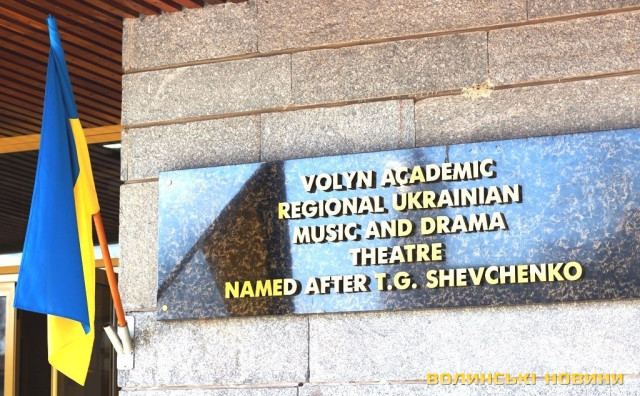 VOLYN ACADEMIC
REGIONAL UKRAINIAN
MUSIC AND DRAMA
THEATRE
NAMED AFTER T.G. SHEVCHENKO
ВОЛИНСЬКІ НОВИНИ